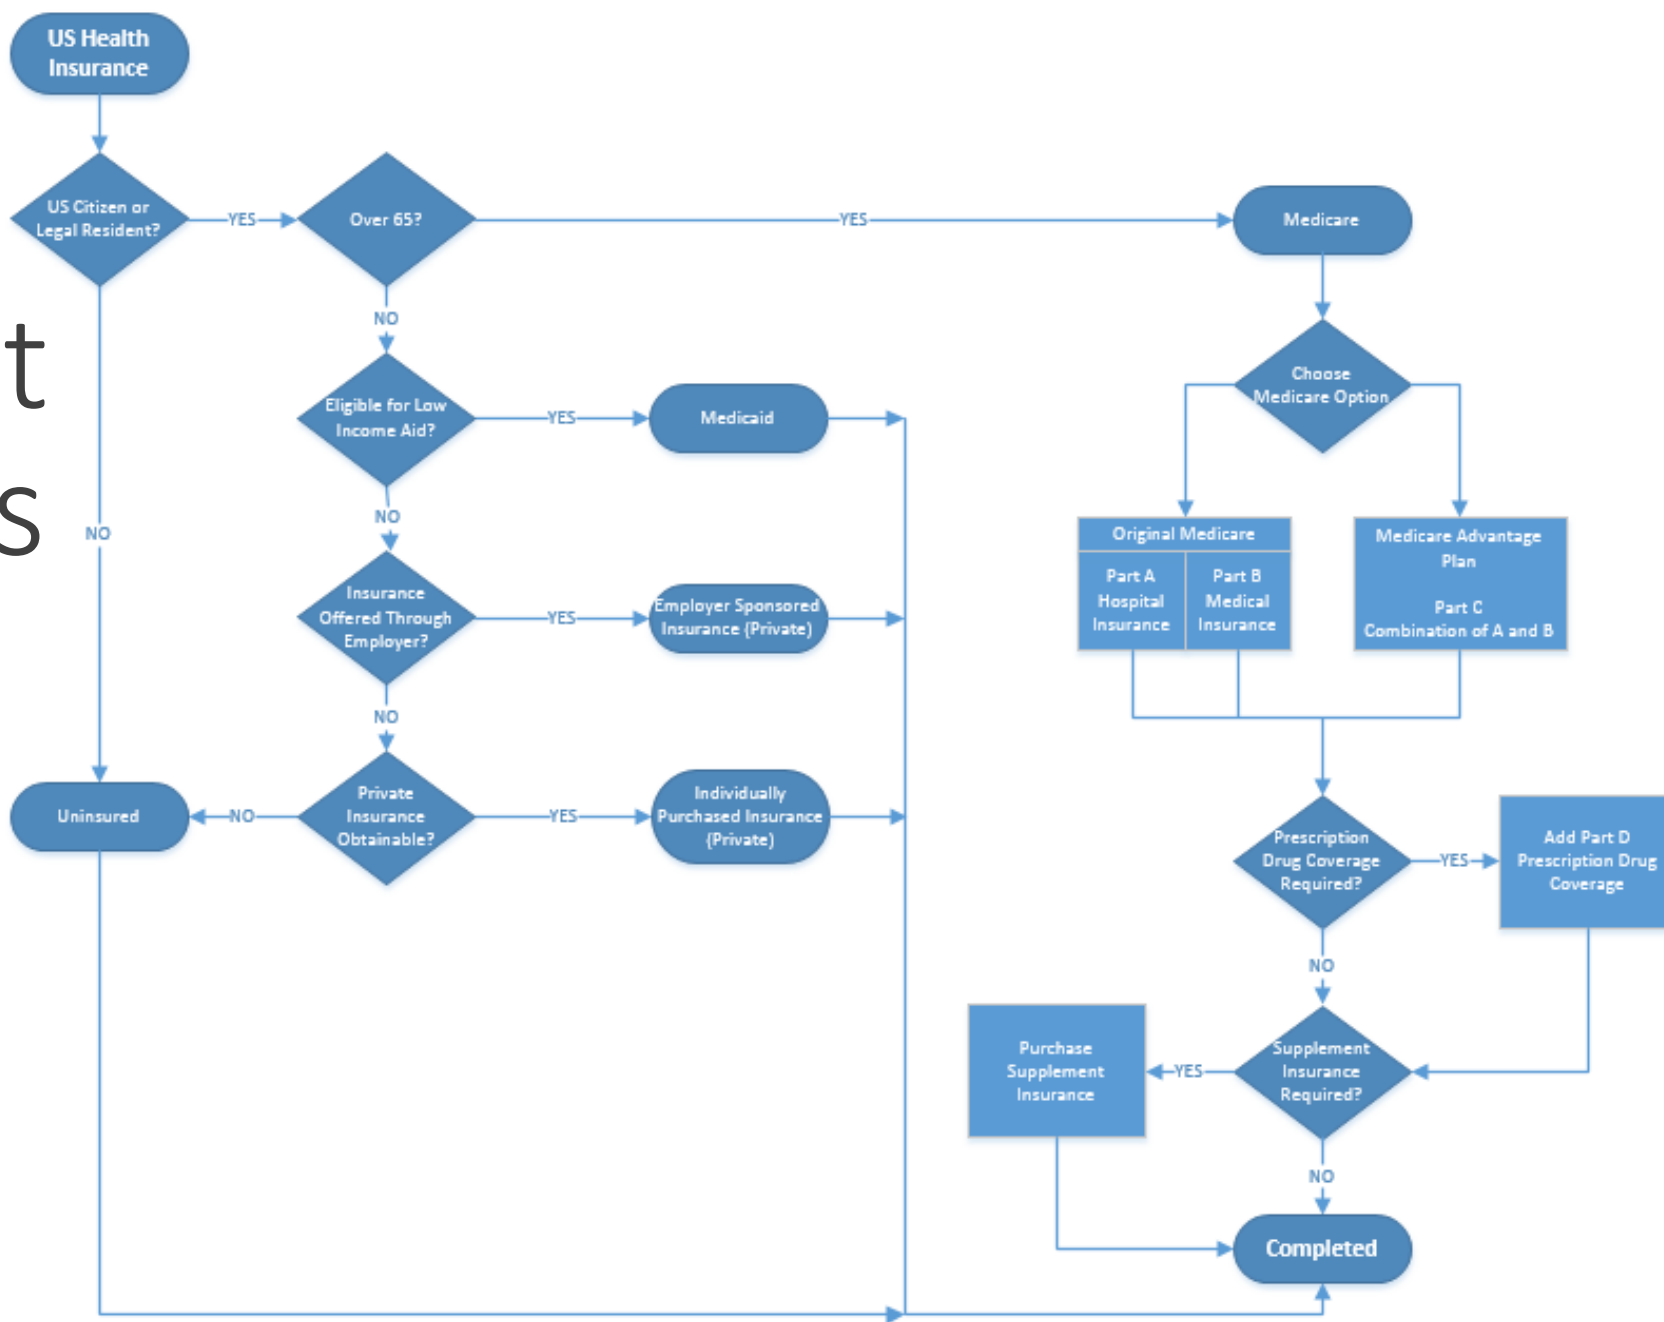 US Health
Insurance
US Citizen or
Legal Resident?
YES
Over 65?
YES
Medicare
NO
t
s
NO
Eligible for Low
Income Aid?
YES
Medicaid
Choose
Medicare Option
NO
Insurance
Offered Through
Employer?
YES
Employer Sponsored
Insurance (Private)
Original Medicare
Part A
Hospital
Insurance
Part B
Medical
Insurance
Medicare Advantage
Plan
Part C
Combination of A and B
NO
Private
Insurance
Obtainable?
NO
Uninsured
YES
Individually
Purchased Insurance
(Private)
Prescription
Drug Coverage
Required?
YES
Add Part D
Prescription Drug
Coverage
NO
Supplement
Insurance
Required?
YES
Purchase
Supplement
Insurance
NO
Completed